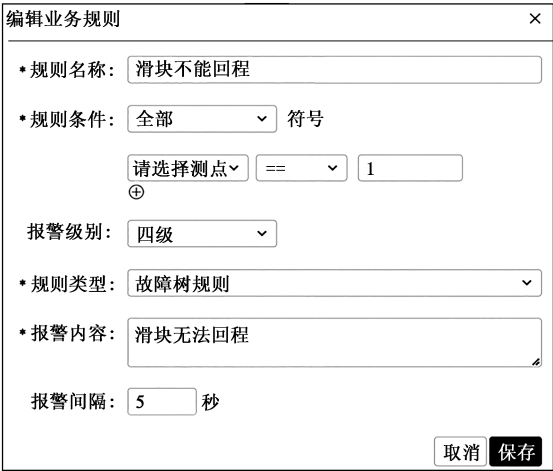 编辑业务规则 ×
*规则名称: 滑块不能回程
*规则条件: 全部 符号
请选择测点 == 1
报警级别: 四级
*规则类型: 故障树规则
*报警内容: 滑块无法回程
报警间隔: 5 秒
取消 保存